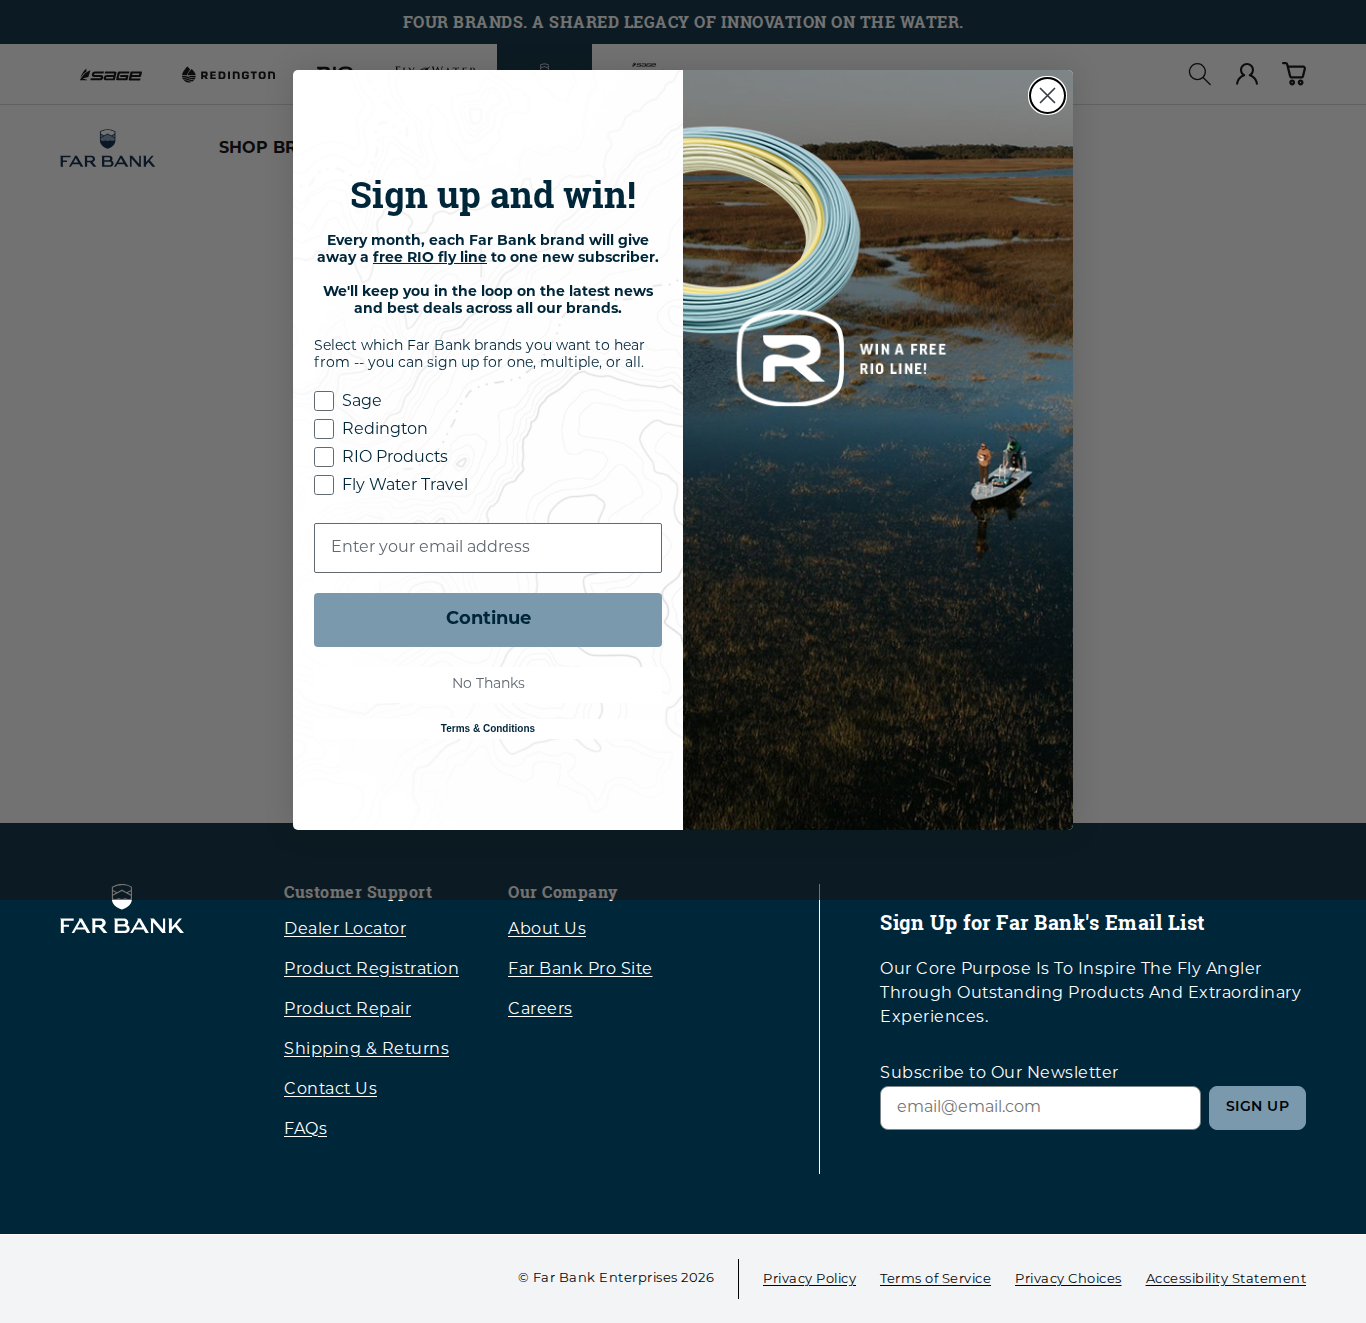 FOUR BRANDS. A SHARED LEGACY OF INNOVATION ON THE WATER.
SAGE
REDINGTON
SAGE
FAR BANK
SHOP BR
Sign up and win!
Every month, each Far Bank brand will give
away a free RIO fly line to one new subscriber.
We'll keep you in the loop on the latest news
and best deals across all our brands.
Select which Far Bank brands you want to hear
from -- you can sign up for one, multiple, or all.
Sage
Redington
RIO Products
Fly Water Travel
Enter your email address
Continue
No Thanks
Terms & Conditions
R
WIN A FREE
RIO LINE!
FAR BANK
Customer Support
Dealer Locator
Product Registration
Product Repair
Shipping & Returns
Contact Us
FAQs
Our Company
About Us
Far Bank Pro Site
Careers
Sign Up for Far Bank's Email List
Our Core Purpose Is To Inspire The Fly Angler
Through Outstanding Products And Extraordinary
Experiences.
Subscribe to Our Newsletter
email@email.com
SIGN UP
© Far Bank Enterprises 2026
Privacy Policy
Terms of Service
Privacy Choices
Accessibility Statement